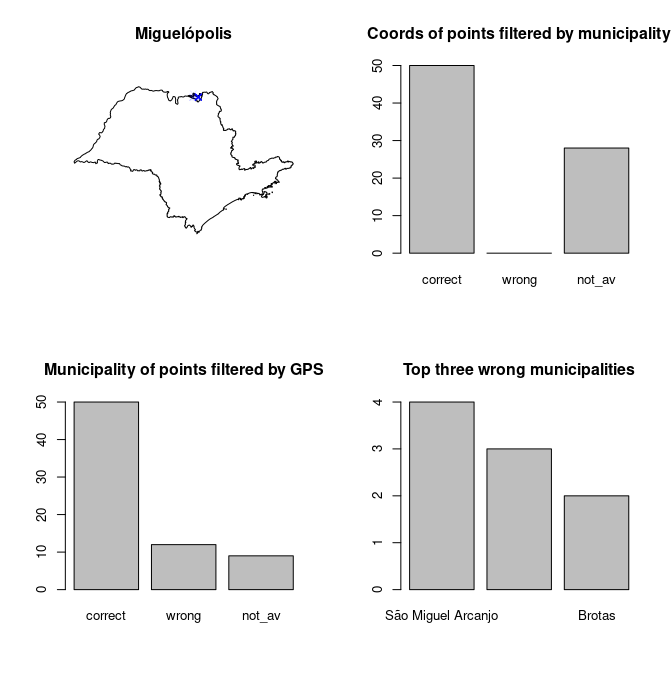 Miguelópolis
Coords of points filtered by municipality
50
40
30
20
10
0
correct wrong not_av
Municipality of points filtered by GPS
50
40
30
20
10
0
correct wrong not_av
Top three wrong municipalities
4
3
2
1
0
São Miguel Arcanjo Brotas